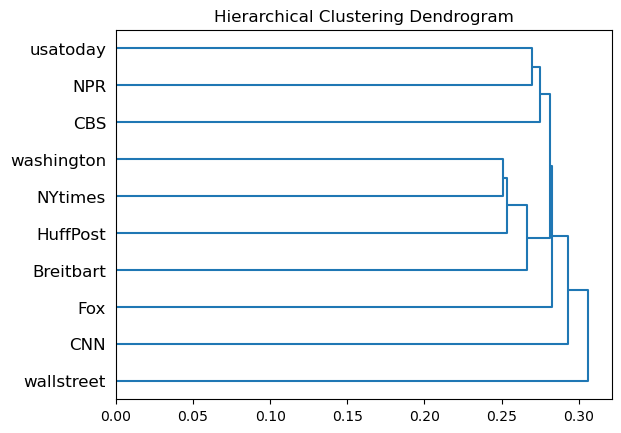 Hierarchical Clustering Dendrogram
usatoday
NPR
CBS
washington
NYtimes
HuffPost
Breitbart
Fox
CNN
wallstreet
0.00 0.05 0.10 0.15 0.20 0.25 0.30